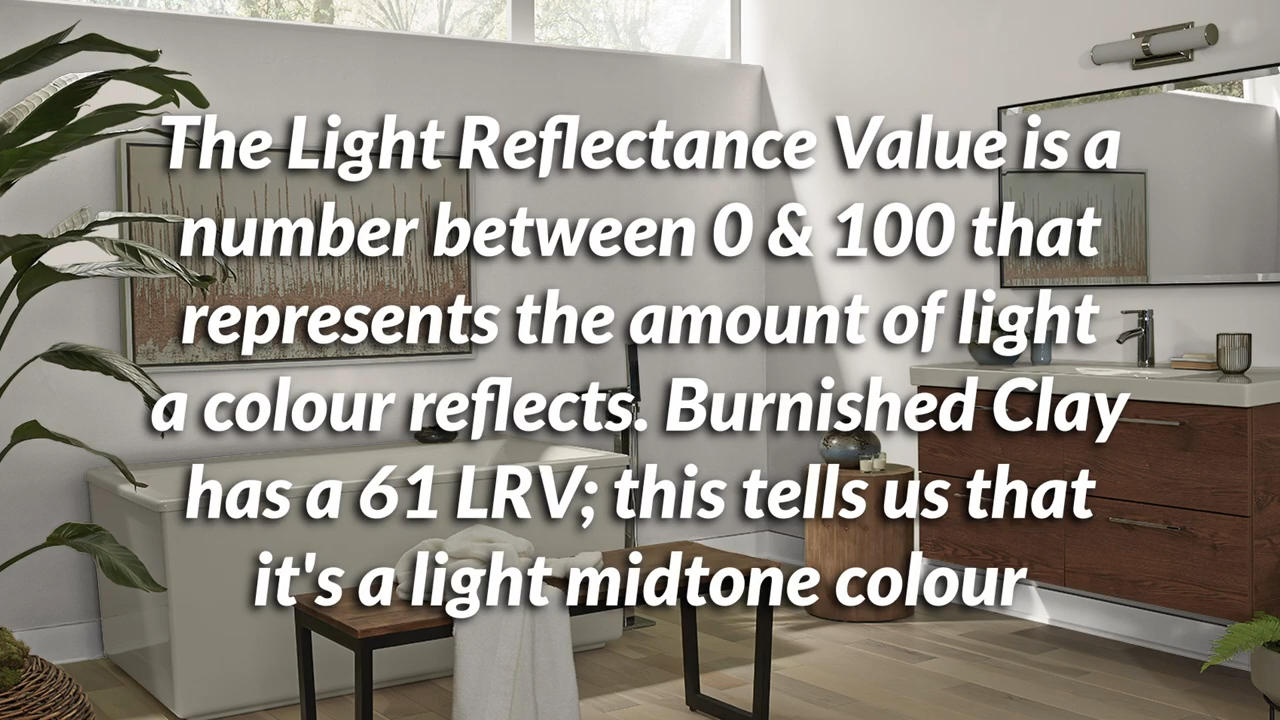 The Light Reflectance Value is a
number between 0 & 100 that
represents the amount of light
a colour reflects. Burnished Clay
has a 61 LRV; this tells us that
it's a light midtone colour